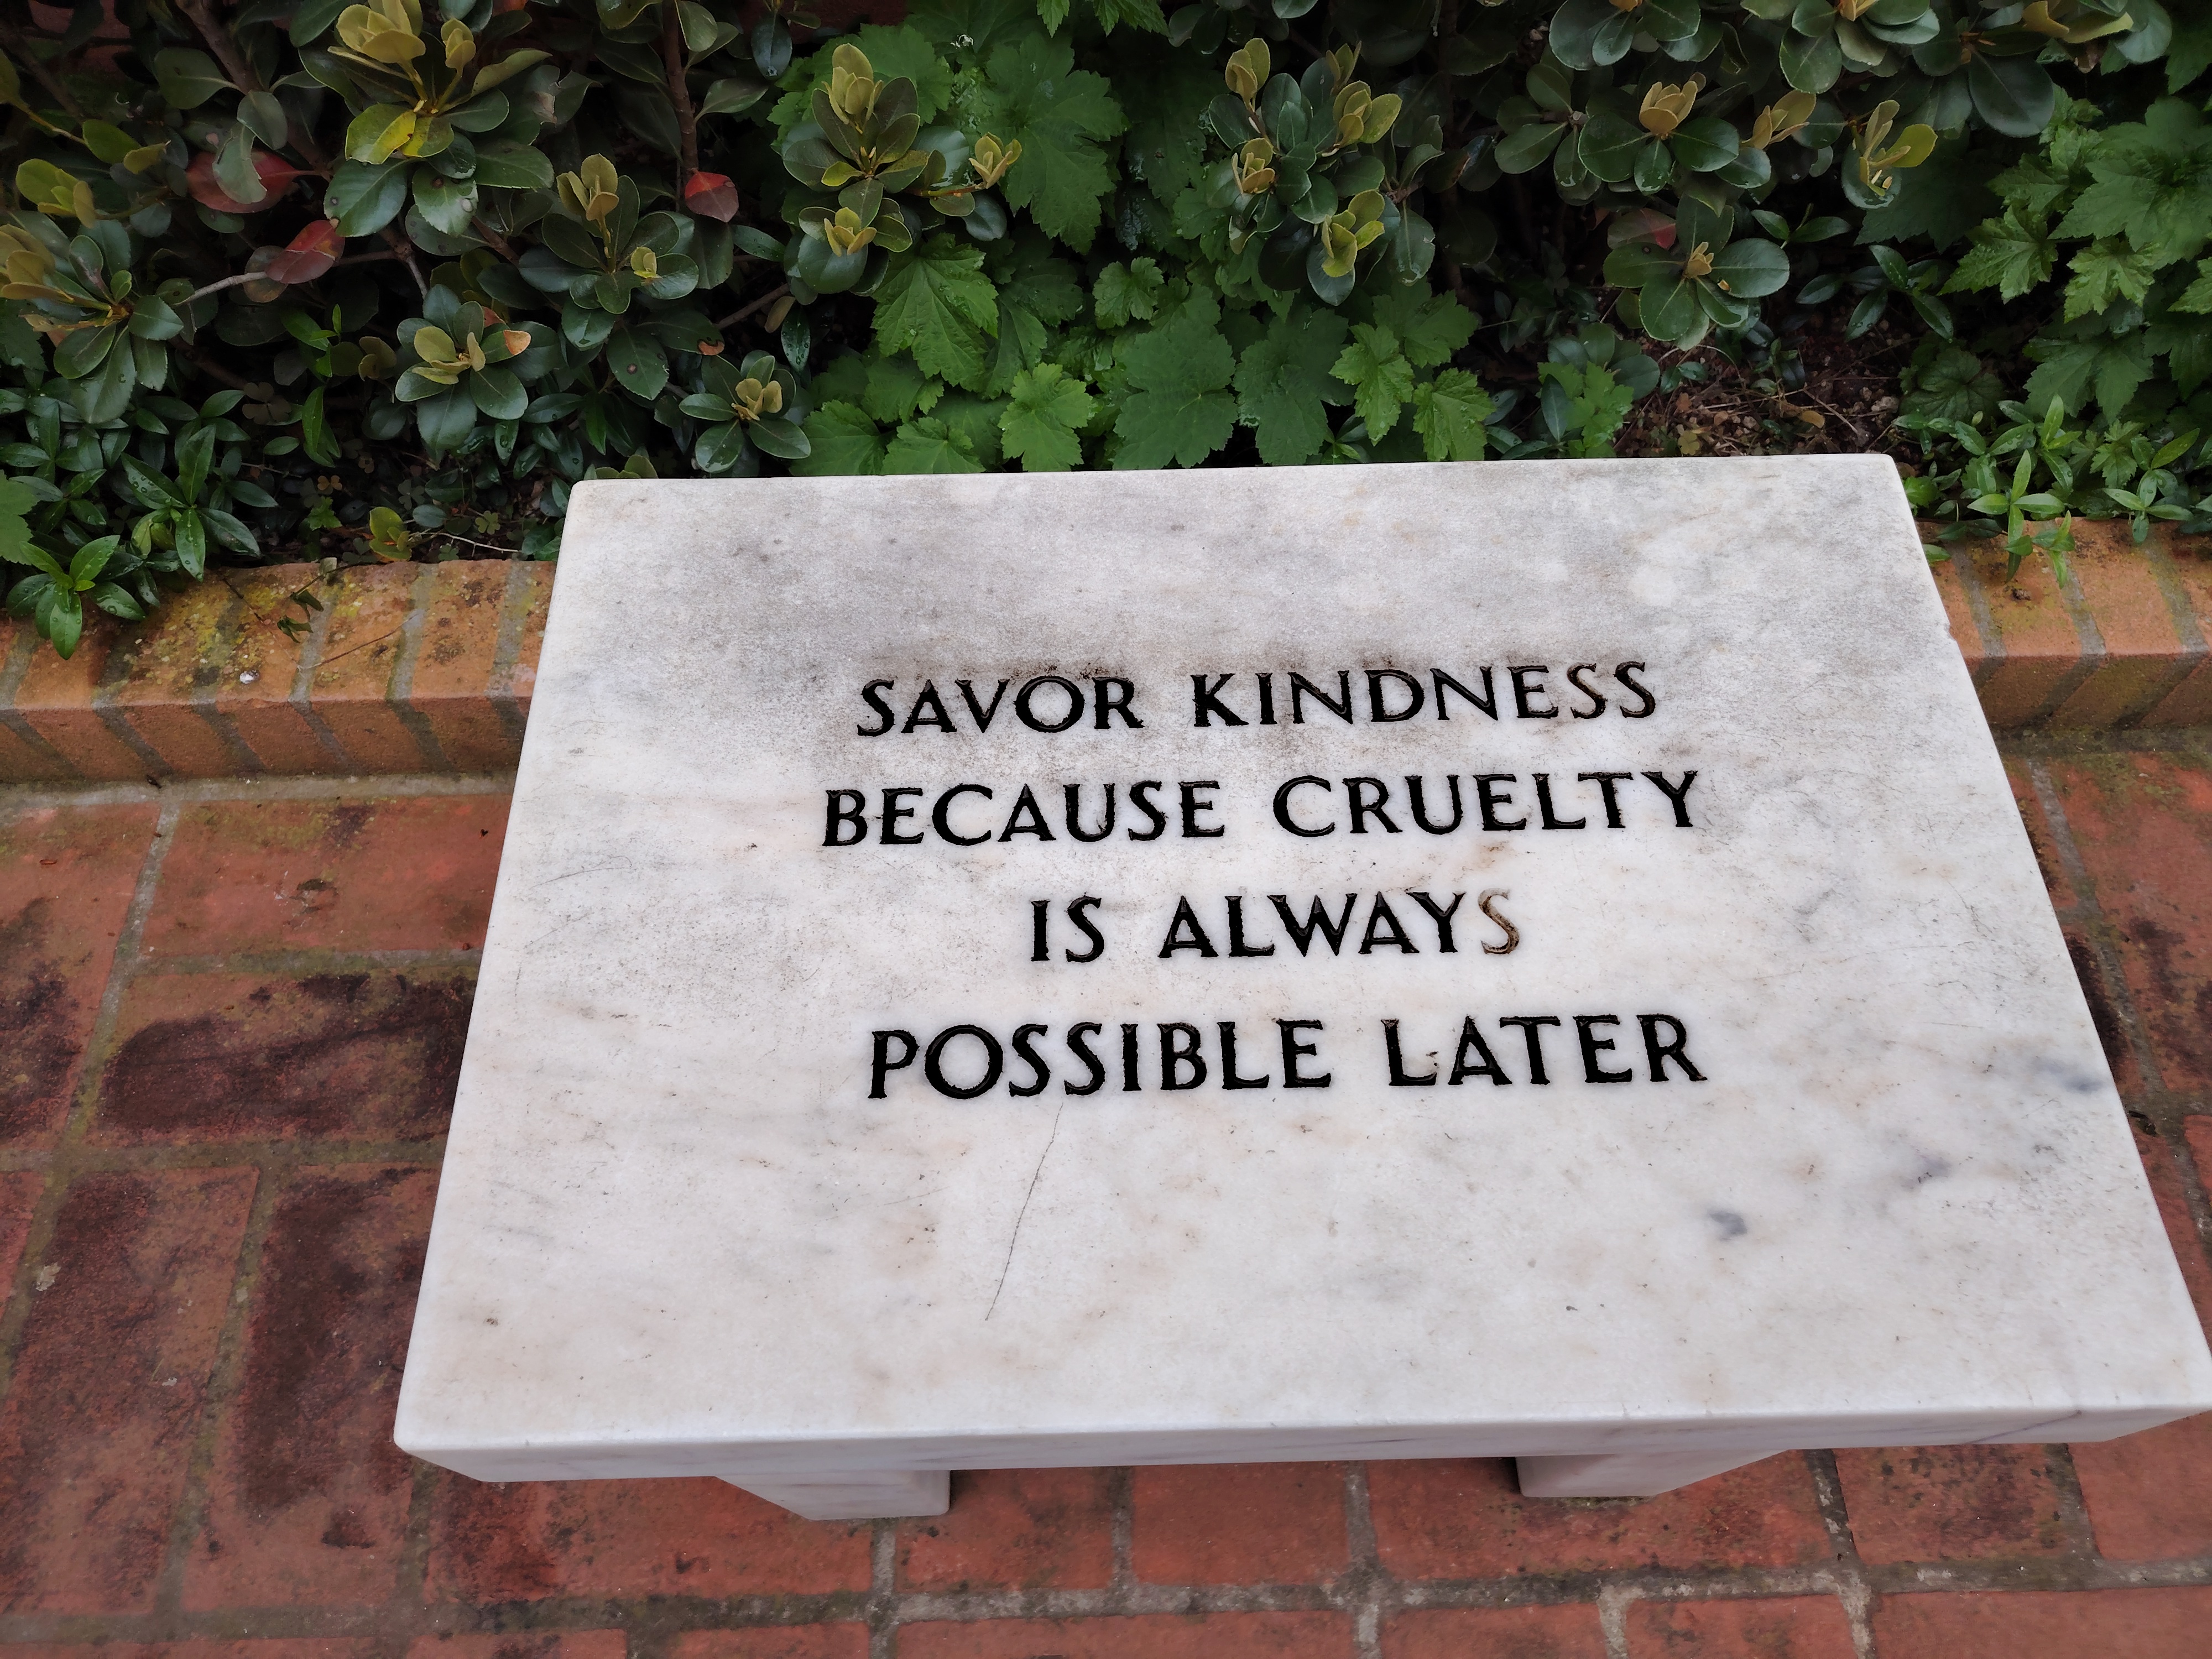 SAVOR KINDNESS
BECAUSE CRUELTY
IS ALWAYS
POSSIBLE LATER